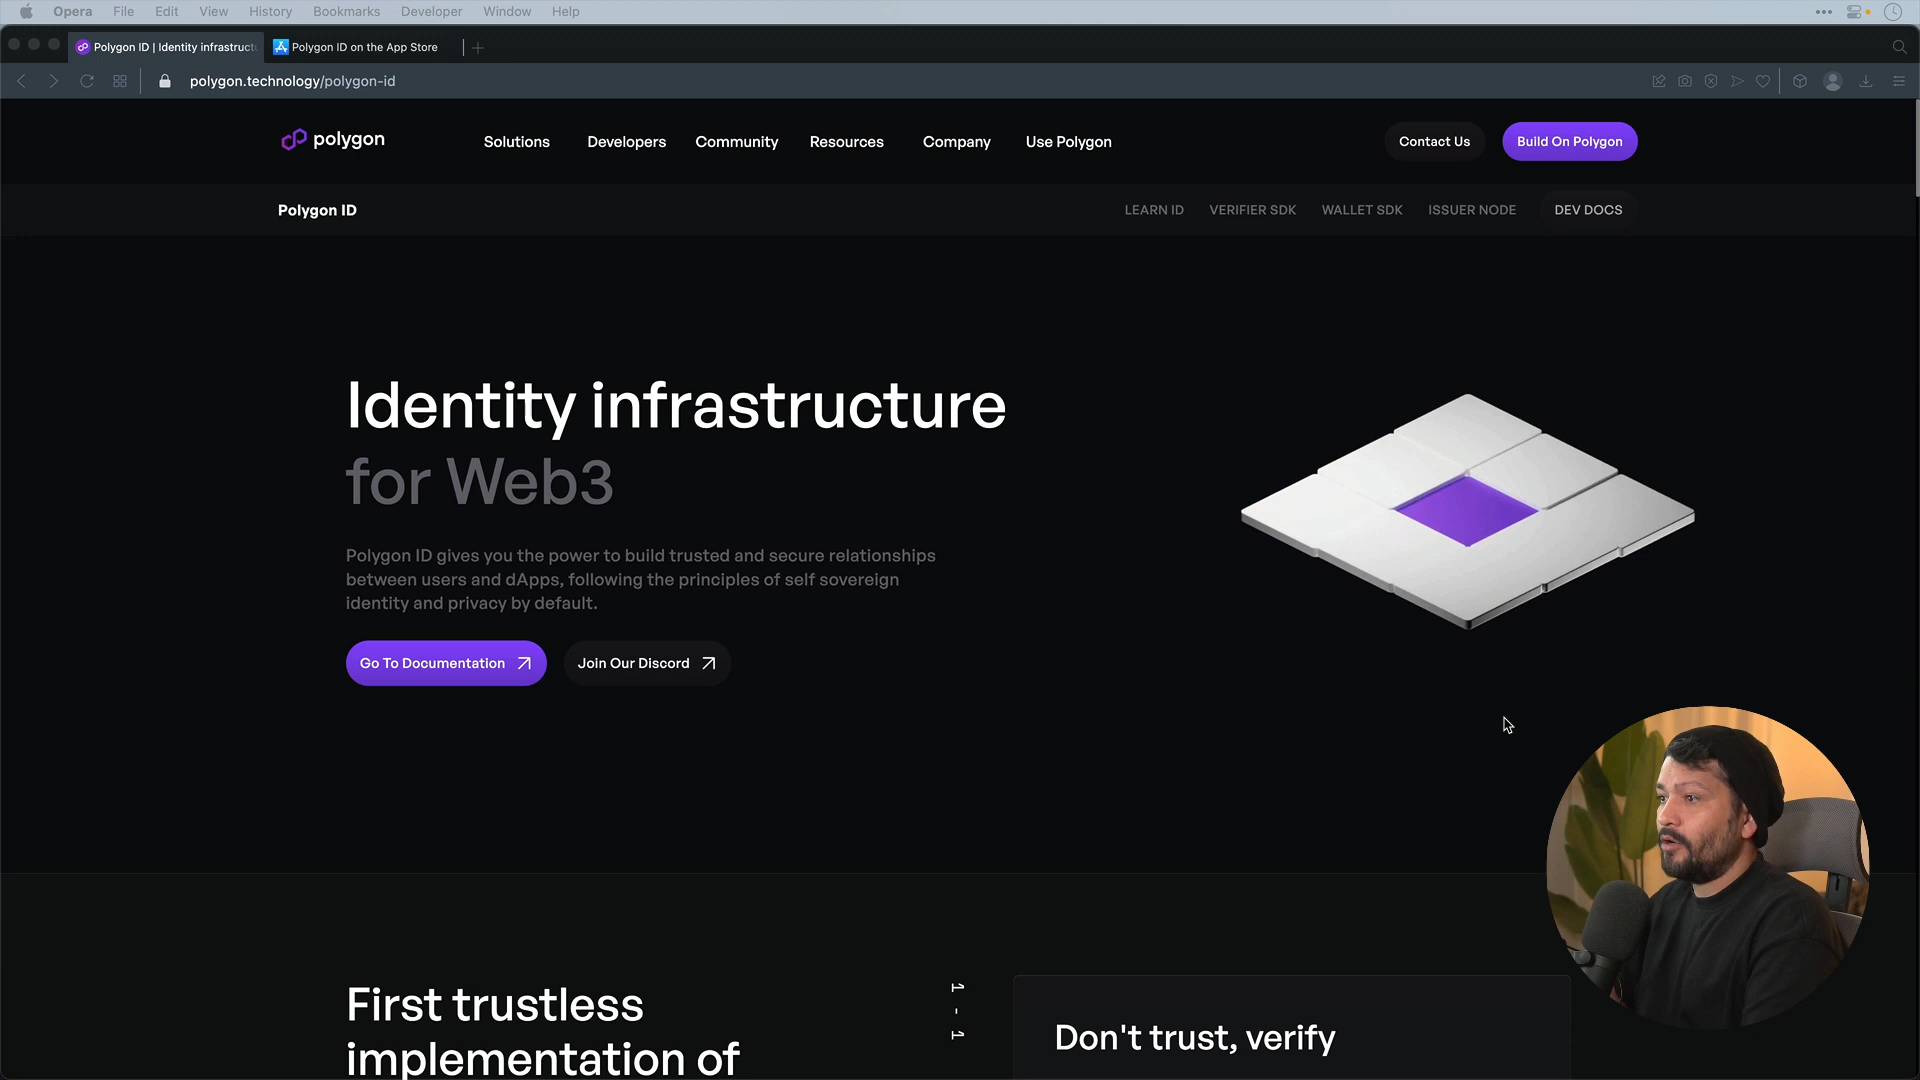 Opera File Edit View History Bookmarks Developer Window Help
Polygon ID | Identity infrastruct
Polygon ID on the App Store
polygon.technology/polygon-id
polygon
Solutions Developers Community Resources Company Use Polygon
Contact Us
Build On Polygon
Polygon ID
LEARN ID VERIFIER SDK WALLET SDK ISSUER NODE DEV DOCS
Identity infrastructure
for Web3
Polygon ID gives you the power to build trusted and secure relationships
between users and dApps, following the principles of self sovereign
identity and privacy by default.
Go To Documentation
Join Our Discord
First trustless
implementation of
1 - 1
Don't trust, verify